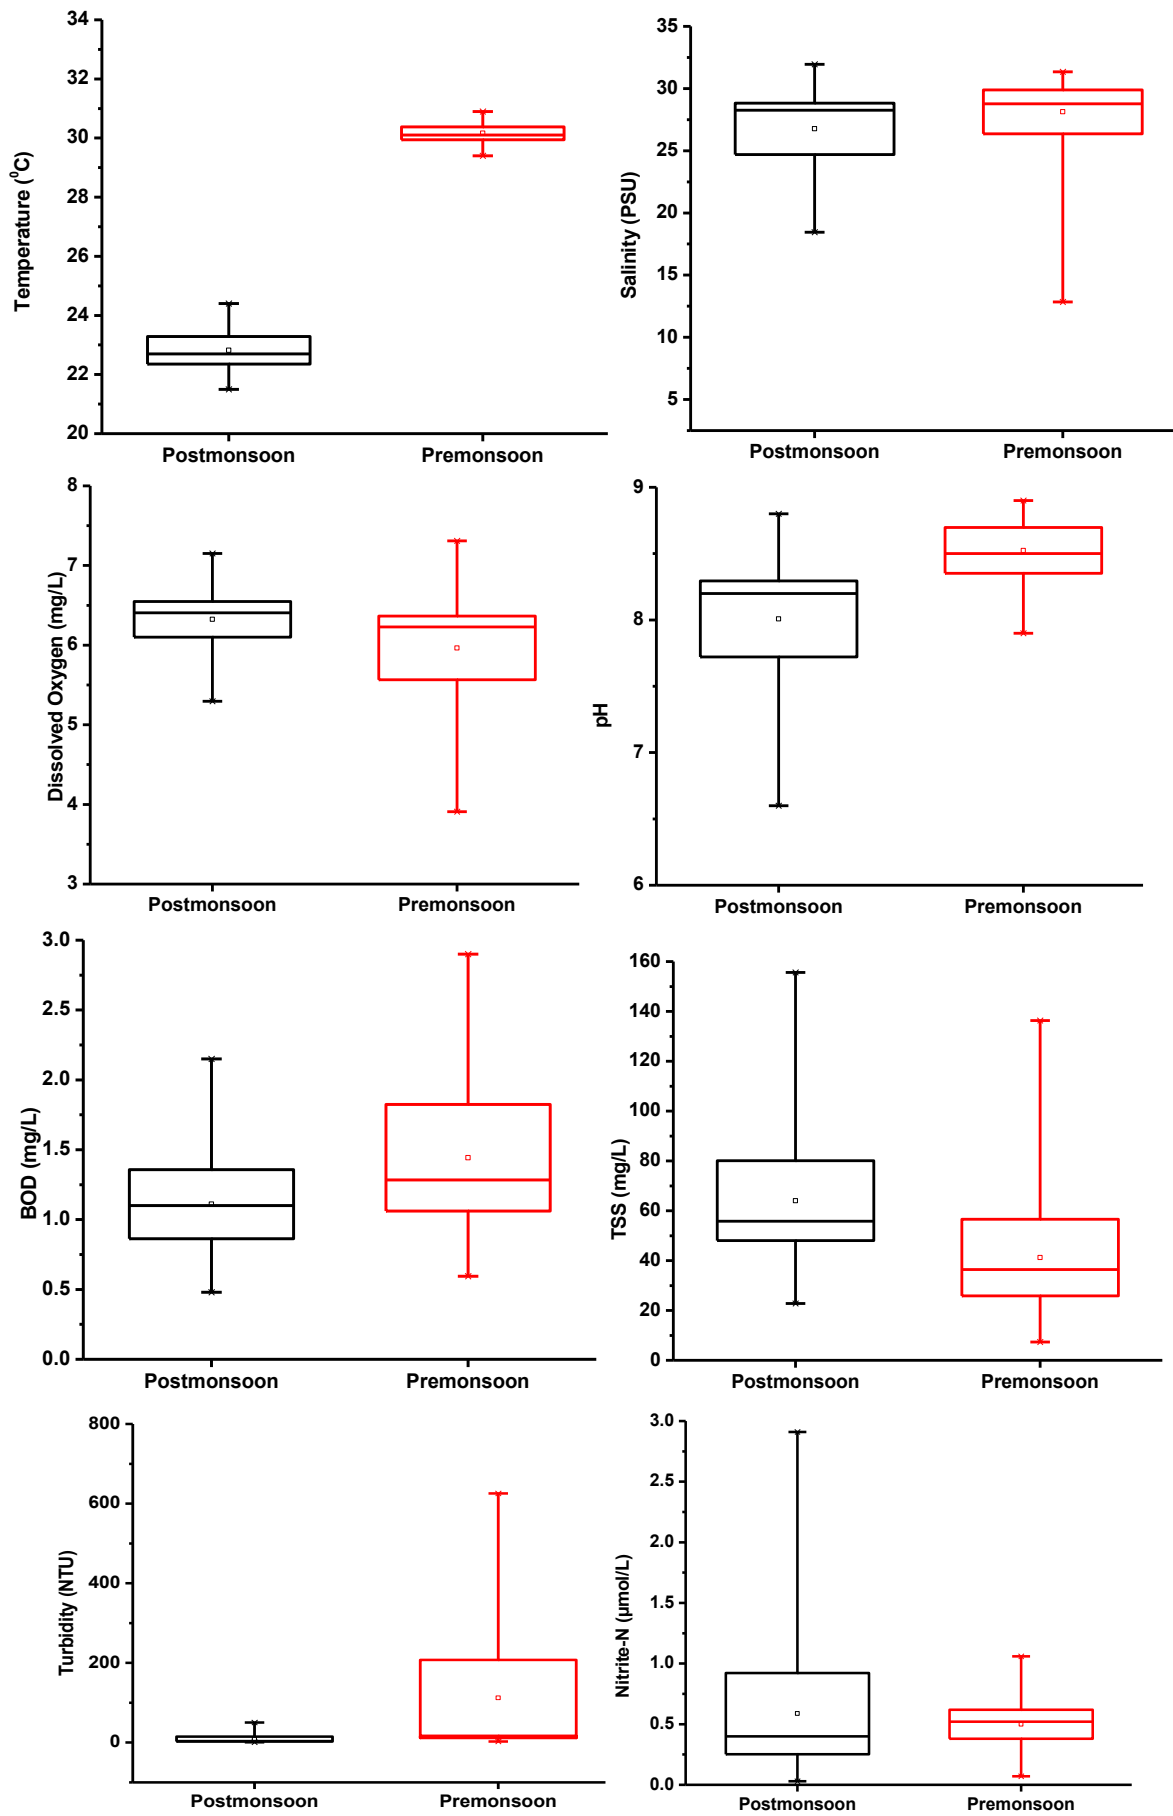 34
32
30
28
26
24
22
20
Temperature (⁰C)
Postmonsoon
Premonsoon
35
30
25
20
15
10
5
Salinity (PSU)
Postmonsoon
Premonsoon
8
7
6
5
4
3
Dissolved Oxygen (mg/L)
Postmonsoon
Premonsoon
9
8
7
6
pH
Postmonsoon
Premonsoon
3.0
2.5
2.0
1.5
1.0
0.5
0.0
BOD (mg/L)
Postmonsoon
Premonsoon
160
140
120
100
80
60
40
20
0
TSS (mg/L)
Postmonsoon
Premonsoon
800
600
400
200
0
Turbidity (NTU)
Postmonsoon
Premonsoon
3.0
2.5
2.0
1.5
1.0
0.5
0.0
Nitrite-N (µmol/L)
Postmonsoon
Premonsoon